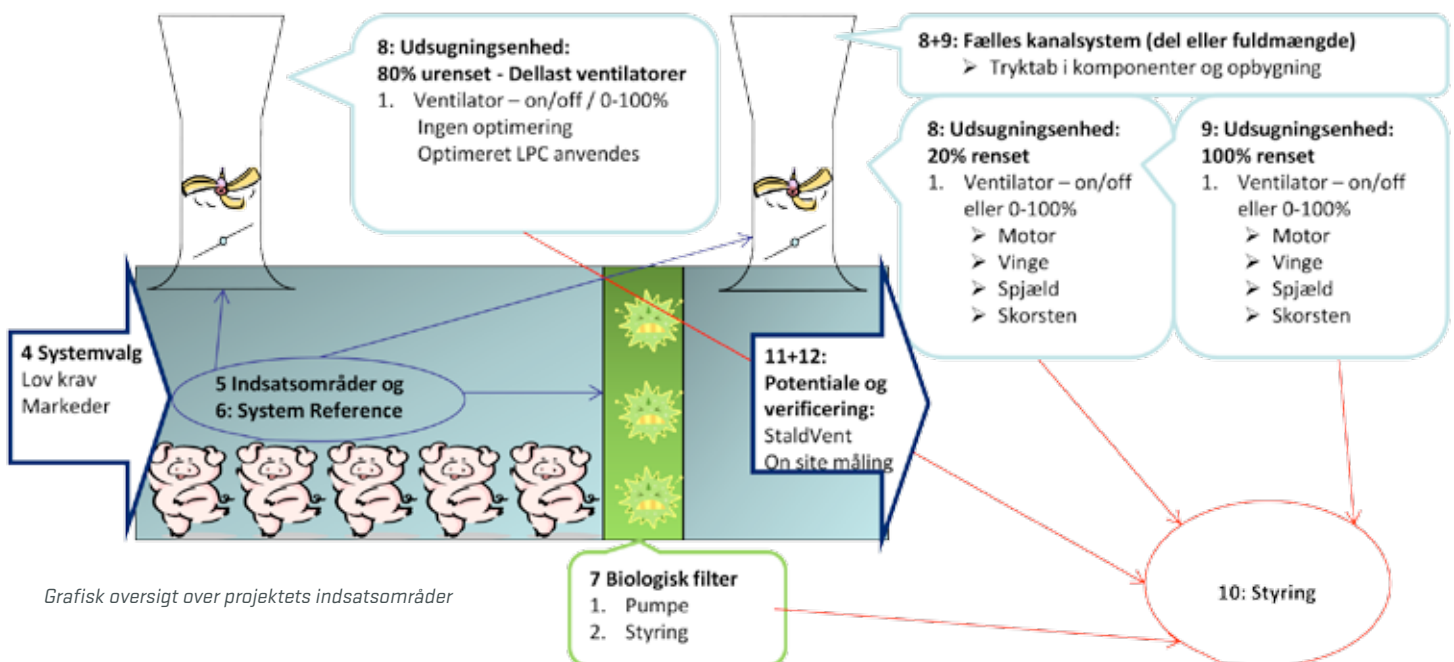 8: Udsugningsenhed:
80% urenset - Dellast ventilatorer
1. Ventilator – on/off / 0-100%
Ingen optimering
Optimeret LPC anvendes
8+9: Fælles kanalsystem (del eller fuldmængde)
➢ Tryktab i komponenter og opbygning
8: Udsugningsenhed:
20% renset
1. Ventilator – on/off
eller 0-100%
➢ Motor
➢ Vinge
➢ Spjæld
➢ Skorsten
9: Udsugningsenhed:
100% renset
1. Ventilator – on/off
eller 0-100%
➢ Motor
➢ Vinge
➢ Spjæld
➢ Skorsten
4 Systemvalg
Lov krav
Markeder
5 Indsatsområder og
6: System Reference
11+12:
Potentiale og
verificering:
StaldVent
On site måling
7 Biologisk filter
1. Pumpe
2. Styring
10: Styring
Grafisk oversigt over projektets indsatsområder